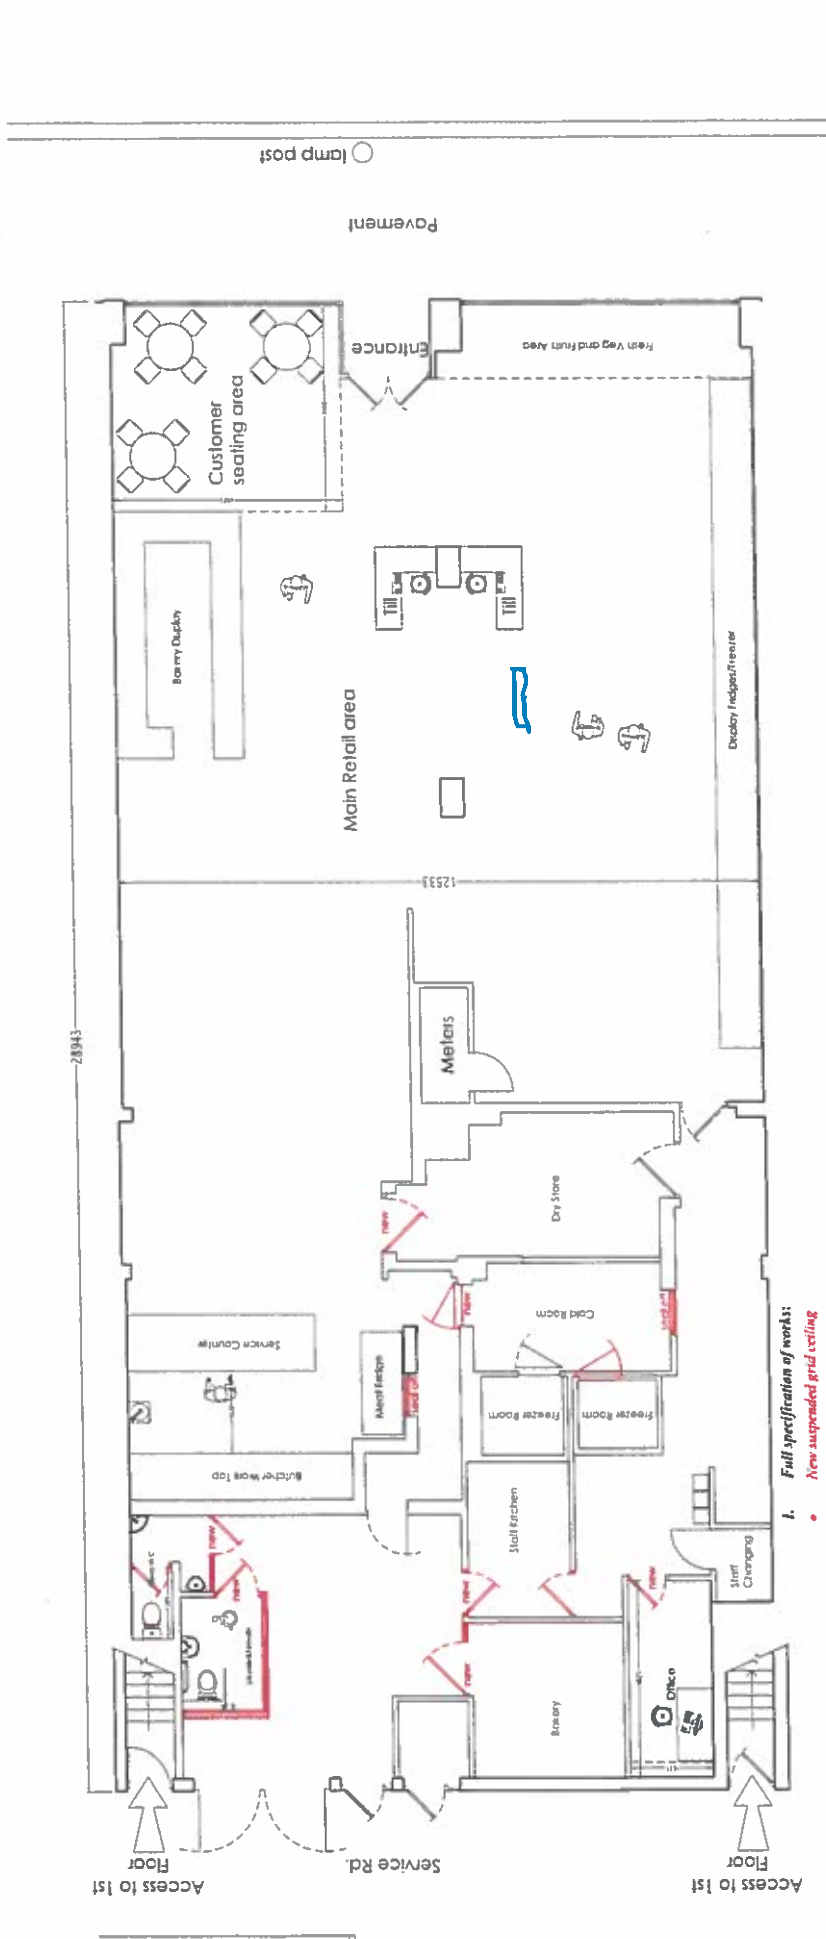 lamp post
Pavement
Entrance
Fresh Veg and Fruits Area
Customer
seating area
Bakery Display
Till
Till
Main Retail area
Display Fridges/Freezer
12533
28943
Meters
Dry Store
new
new
Cold Room
Service Counter
Meat Fridge
Freezer Room
Freezer Room
Butcher Work Top
Staff Kitchen
new
new
new
new
new
Staff
Changing
Bakery
Office
1. Full specification of works:
• New suspended grid ceiling
Service Rd.
Access to 1st
Floor
Access to 1st
Floor